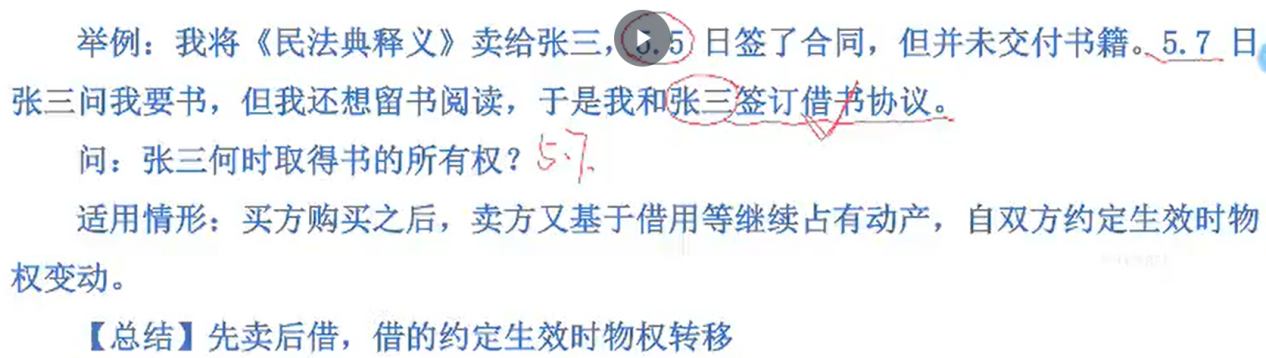 举例：我将《民法典释义》卖给张三，5.5 日签了合同，但并未交付书籍。5.7 日
张三问我要书，但我还想留书阅读，于是我和张三签订借书协议。
问：张三何时取得书的所有权？5.7.
适用情形：买方购买之后，卖方又基于借用等继续占有动产，自双方约定生效时物
权变动。
【总结】先卖后借，借的约定生效时物权转移